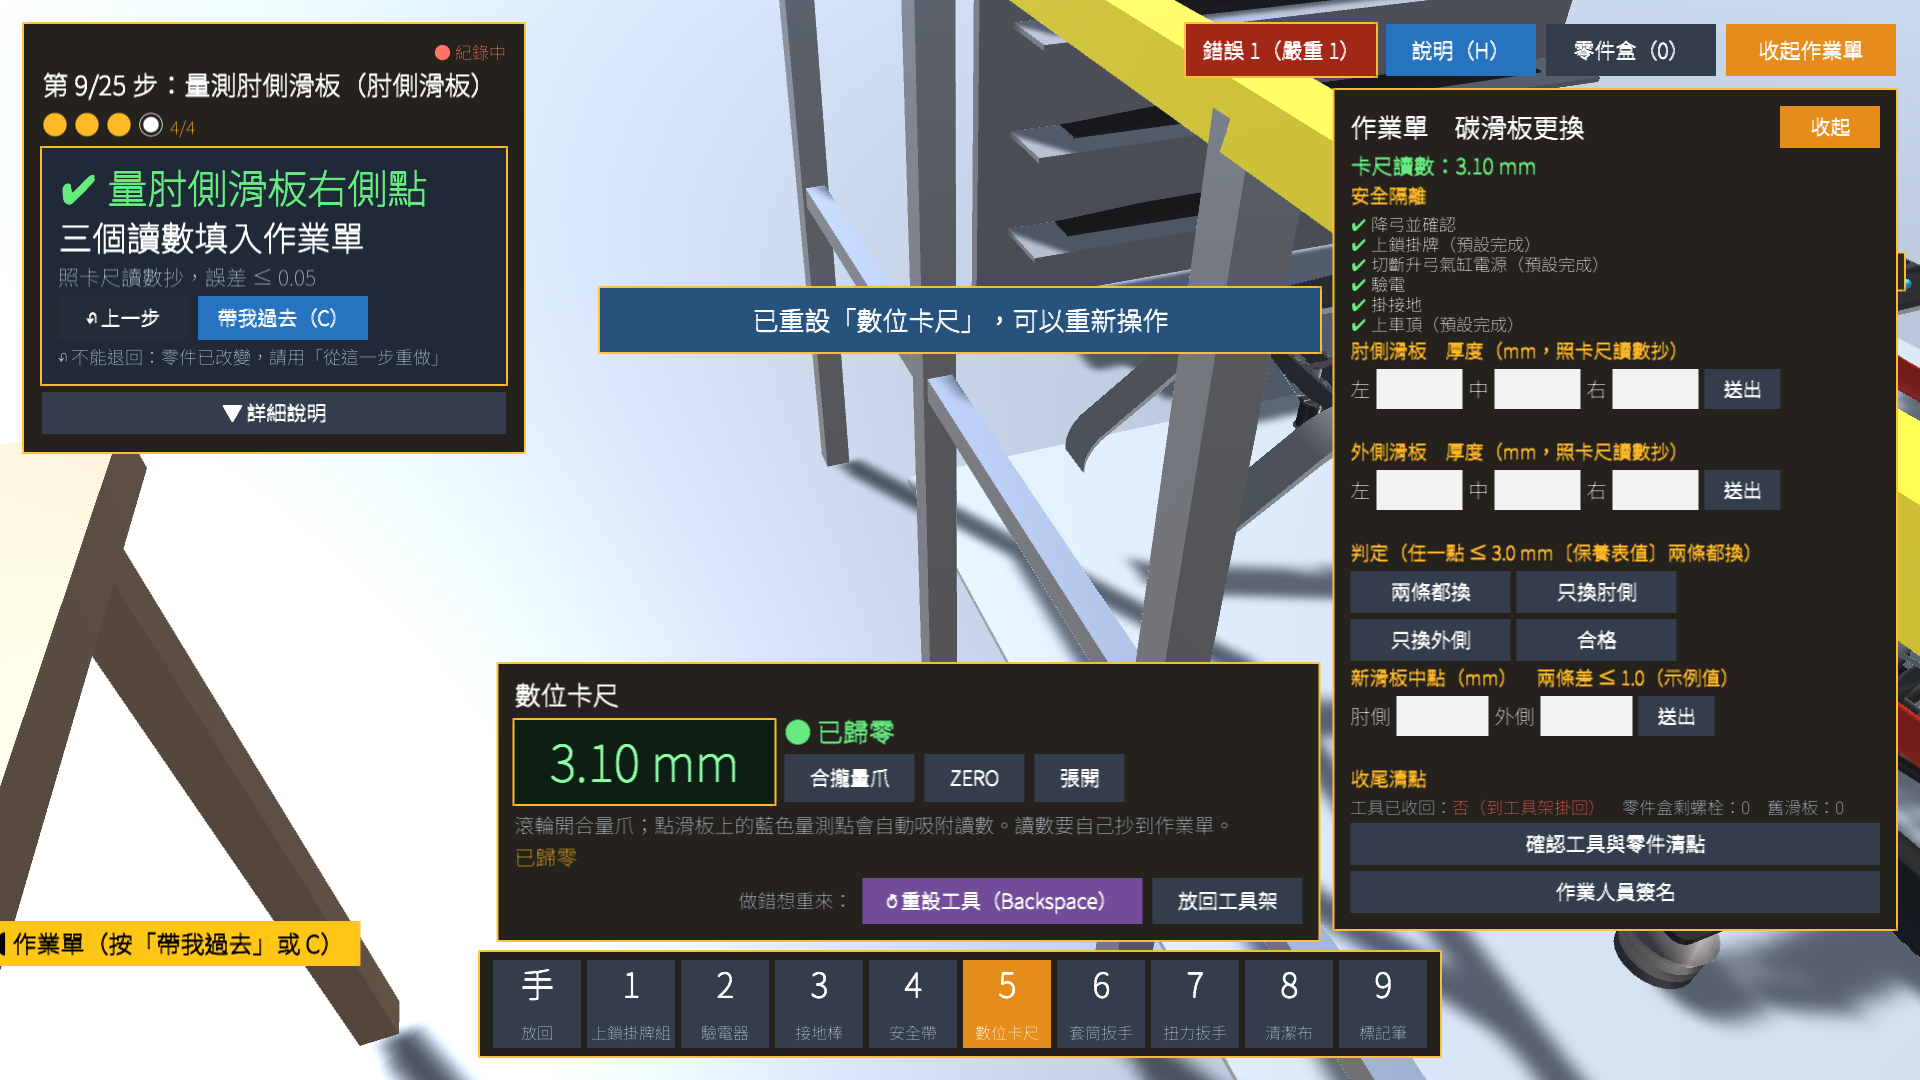 紀錄中
第 9/25 步：量測肘側滑板（肘側滑板）
4/4
✔ 量肘側滑板右側點
三個讀數填入作業單
照卡尺讀數抄，誤差 ≤ 0.05
↶上一步
帶我過去（C）
↶不能退回：零件已改變，請用「從這一步重做」
▼詳細說明
錯誤 1（嚴重 1）
說明（H）
零件盒（0）
收起作業單
已重設「數位卡尺」，可以重新操作
作業單　碳滑板更換
收起
卡尺讀數：3.10 mm
安全隔離
✔ 降弓並確認
✔ 上鎖掛牌（預設完成）
✔ 切斷升弓氣缸電源（預設完成）
✔ 驗電
✔ 掛接地
✔ 上車頂（預設完成）
肘側滑板　厚度（mm，照卡尺讀數抄）
左 中 右 送出
外側滑板　厚度（mm，照卡尺讀數抄）
左 中 右 送出
判定（任一點 ≤ 3.0 mm〔保養表值〕兩條都換）
兩條都換 只換肘側
只換外側 合格
新滑板中點（mm）　兩條差 ≤ 1.0（示例值）
肘側 外側 送出
收尾清點
工具已收回：否（到工具架掛回）　零件盒剩螺栓：0　舊滑板：0
確認工具與零件清點
作業人員簽名
數位卡尺
3.10 mm
已歸零
合攏量爪 ZERO 張開
滾輪開合量爪；點滑板上的藍色量測點會自動吸附讀數。讀數要自己抄到作業單。
已歸零
做錯想重來：
↺重設工具（Backspace）
放回工具架
作業單（按「帶我過去」或 C）
手 1 2 3 4 5 6 7 8 9
放回 上鎖掛牌組 驗電器 接地棒 安全帶 數位卡尺 套筒扳手 扭力扳手 清潔布 標記筆